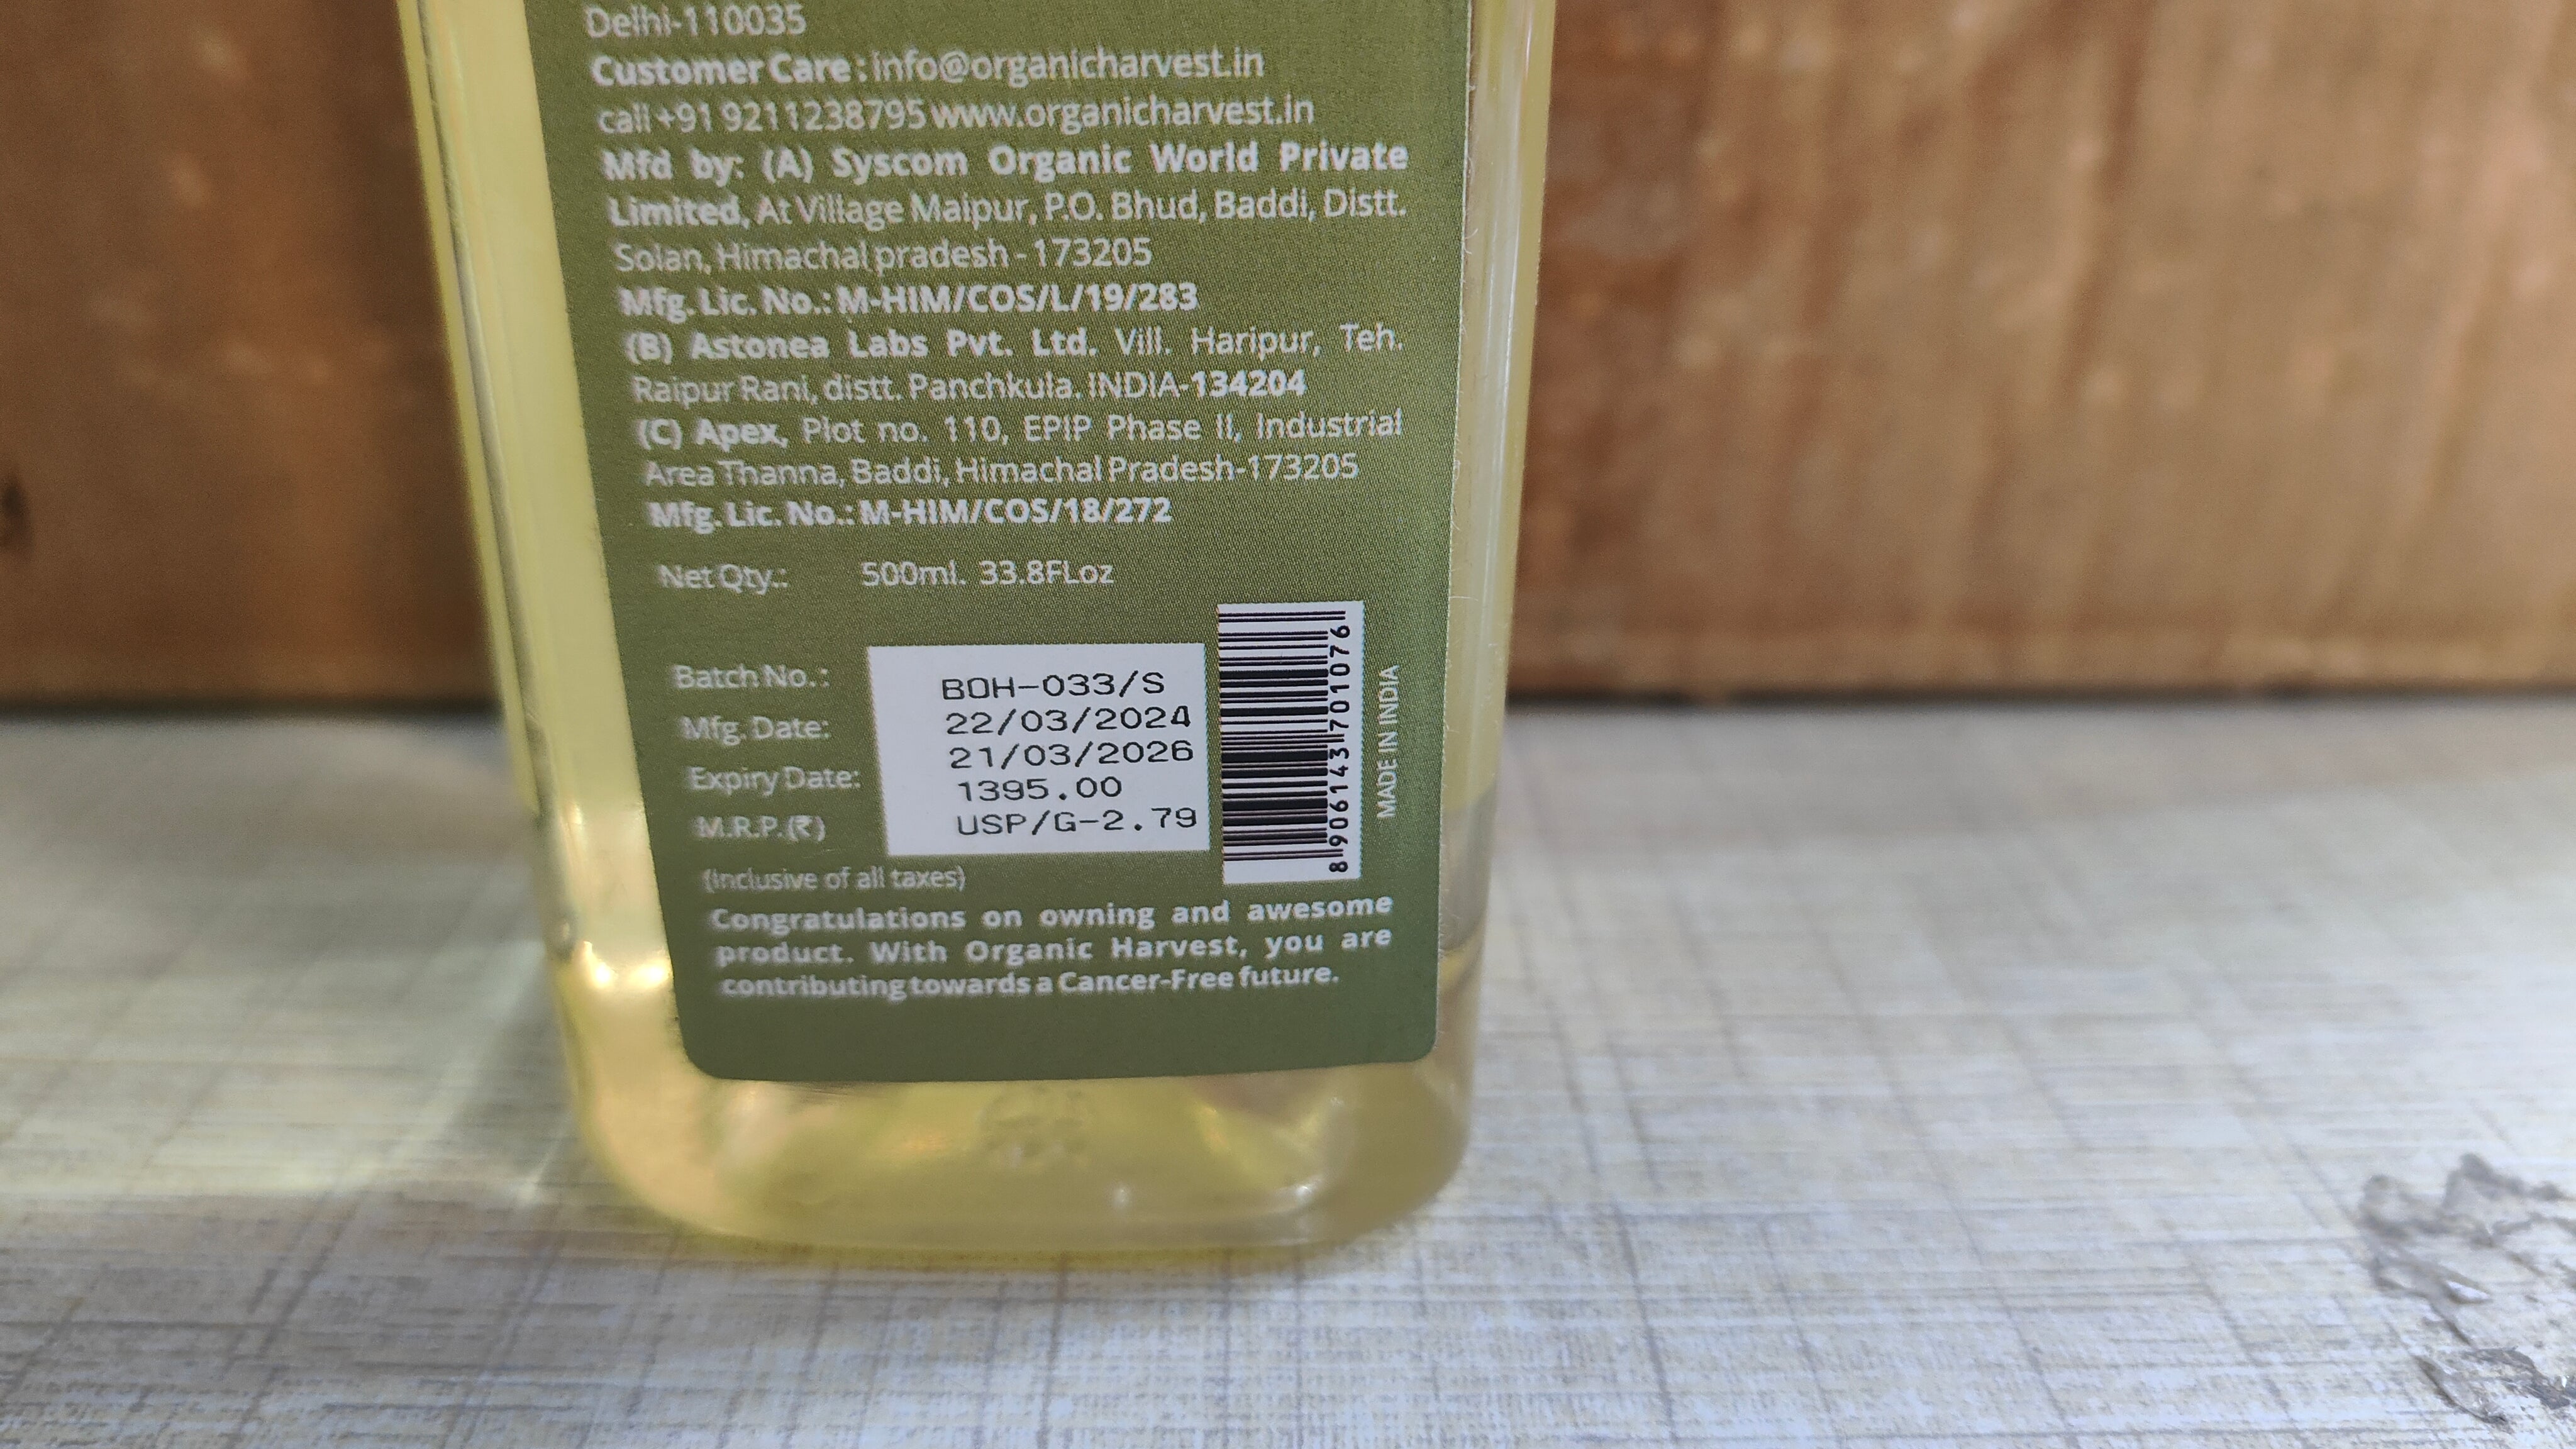 Delhi-110035
Customer Care : info@organicharvest.in
call +91 9211238795 www.organicharvest.in
Mfd by: (A) Syscom Organic World Private
Limited, At Village Maipur, P.O. Bhud, Baddi, Distt.
Solan, Himachal pradesh - 173205
Mfg. Lic. No.: M-HIM/COS/L/19/283
(B) Astonea Labs Pvt. Ltd. Vill. Haripur, Teh.
Raipur Rani, distt. Panchkula. INDIA-134204
(C) Apex, Plot no. 110, EPIP Phase II, Industrial
Area Thanna, Baddi, Himachal Pradesh-173205
Mfg. Lic. No.: M-HIM/COS/18/272
Net Qty.: 500ml. 33.8FLoz
Batch No.: BOH-033/S
Mfg. Date: 22/03/2024
Expiry Date: 21/03/2026
M.R.P.(₹) 1395.00
USP/G-2.79
(Inclusive of all taxes)
8 906143 701076
MADE IN INDIA
Congratulations on owning and awesome
product. With Organic Harvest, you are
contributing towards a Cancer-Free future.